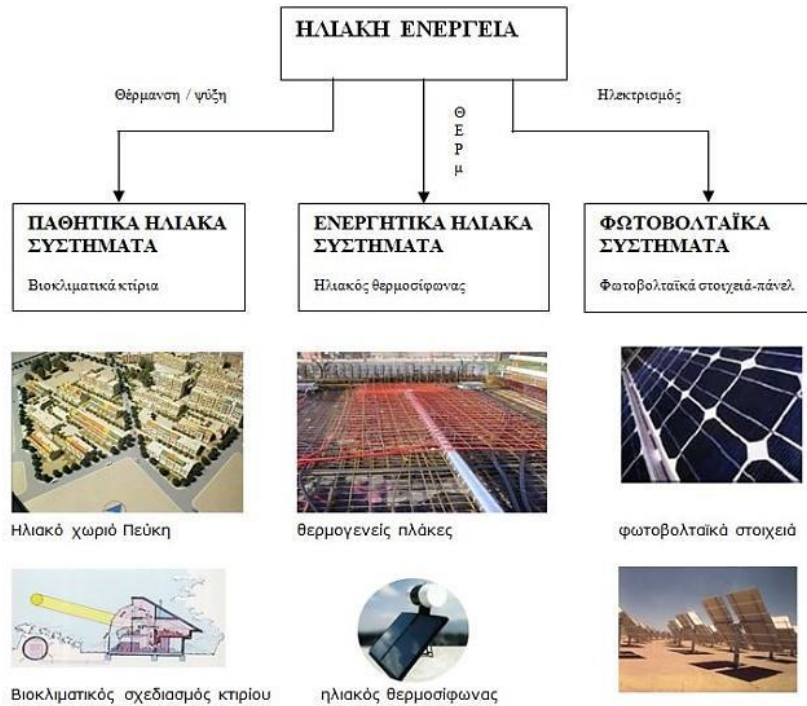 ΗΛΙΑΚΗ ΕΝΕΡΓΕΙΑ
Θέρμανση / ψύξη
Θ
Ε
Ρ
μ
Ηλεκτρισμός
ΠΑΘΗΤΙΚΑ ΗΛΙΑΚΑ
ΣΥΣΤΗΜΑΤΑ
Βιοκλιματικά κτίρια
ΕΝΕΡΓΗΤΙΚΑ ΗΛΙΑΚΑ
ΣΥΣΤΗΜΑΤΑ
Ηλιακός θερμοσίφωνας
ΦΩΤΟΒΟΛΤΑΪΚΑ
ΣΥΣΤΗΜΑΤΑ
Φωτοβολταϊκά στοιχειά-πάνελ
Ηλιακό χωριό Πεύκη
θερμογενείς πλάκες
φωτοβολταϊκά στοιχειά
Βιοκλιματικός σχεδιασμός κτιρίου
ηλιακός θερμοσίφωνας